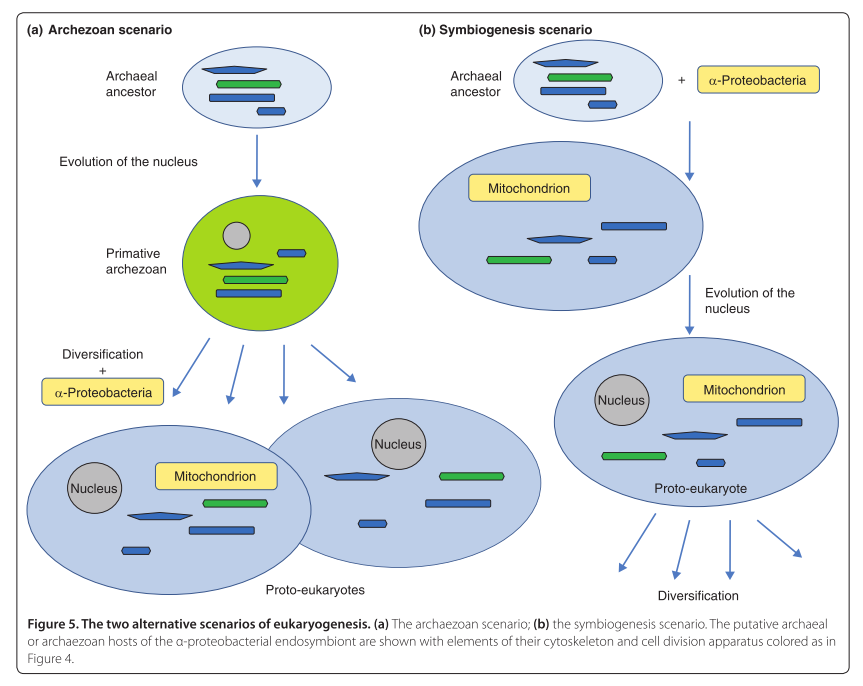 (a) Archezoan scenario
Archaeal
ancestor
Evolution of the nucleus
Primative
archezoan
Diversification
+
α-Proteobacteria
Nucleus
Mitochondrion
Nucleus
Proto-eukaryotes
(b) Symbiogenesis scenario
Archaeal
ancestor
+
α-Proteobacteria
Mitochondrion
Evolution of the
nucleus
Nucleus
Mitochondrion
Proto-eukaryote
Diversification
Figure 5. The two alternative scenarios of eukaryogenesis. (a) The archaezoan scenario; (b) the symbiogenesis scenario. The putative archaeal
or archaezoan hosts of the α-proteobacterial endosymbiont are shown with elements of their cytoskeleton and cell division apparatus colored as in
Figure 4.